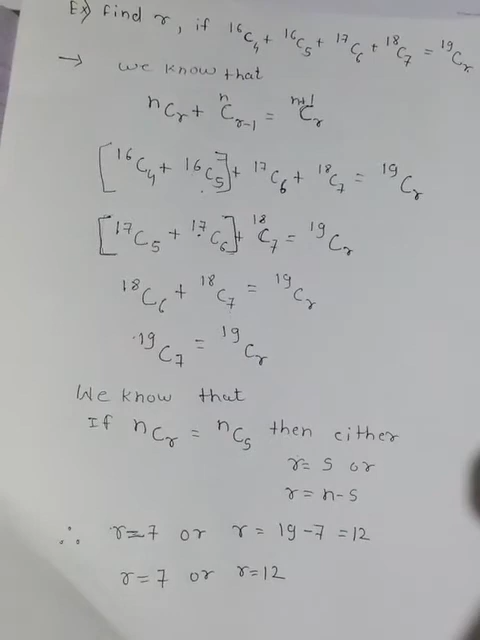 Ex) Find r, if ¹⁶C₄ + ¹⁶C₅ + ¹⁷C₆ + ¹⁸C₇ = ¹⁹Cᵣ
→ we know that
ⁿCᵣ + ⁿCᵣ₋₁ = ⁿ⁺¹Cᵣ
[¹⁶C₄ + ¹⁶C₅] + ¹⁷C₆ + ¹⁸C₇ = ¹⁹Cᵣ
[¹⁷C₅ + ¹⁷C₆] + ¹⁸C₇ = ¹⁹Cᵣ
¹⁸C₆ + ¹⁸C₇ = ¹⁹Cᵣ
¹⁹C₇ = ¹⁹Cᵣ
We know that
If ⁿCᵣ = ⁿCₛ then either
r = s or
r = n-s
∴ r = 7 or r = 19 - 7 = 12
r = 7 or r = 12